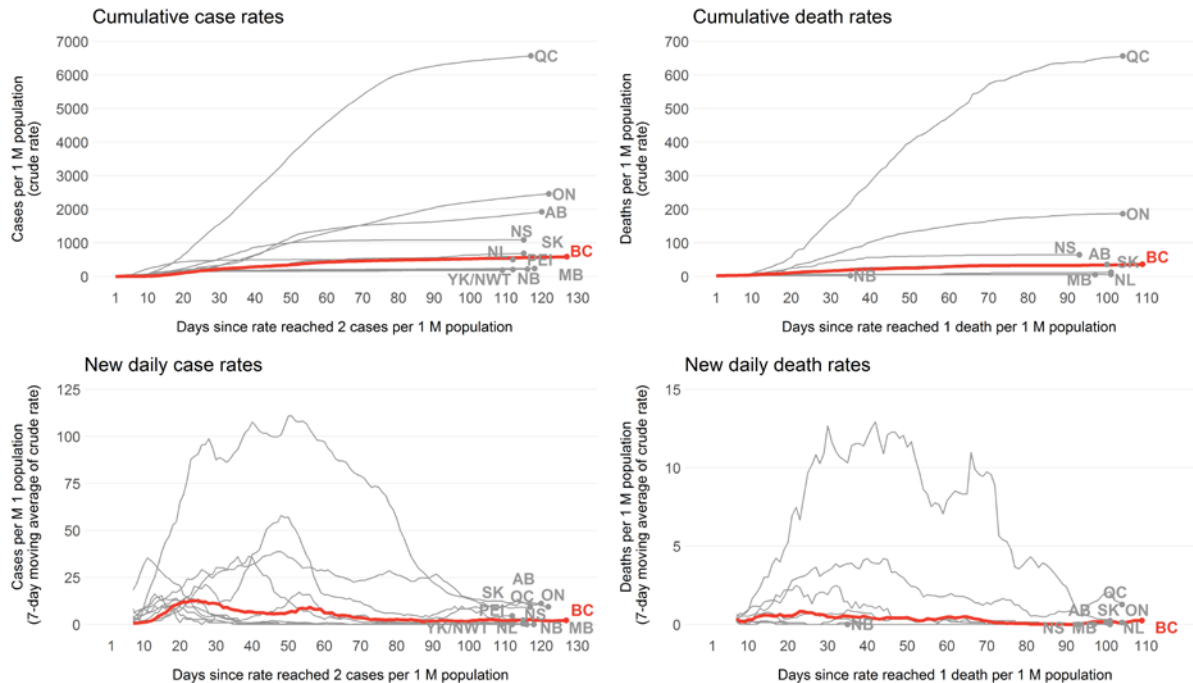 Cumulative case rates
Cases per 1 M population
(crude rate)
7000
6000
5000
4000
3000
2000
1000
0
QC
ON
AB
NS
SK
NL
BC
PEI
YK/NWT
NB
MB
1 10 20 30 40 50 60 70 80 90 100 110 120 130
Days since rate reached 2 cases per 1 M population
Cumulative death rates
Deaths per 1 M population
(crude rate)
700
600
500
400
300
200
100
0
QC
ON
NS
AB
BC
SK
NB
MB
NL
1 10 20 30 40 50 60 70 80 90 100 110
Days since rate reached 1 death per 1 M population
New daily case rates
Cases per M 1 population
(7-day moving average of crude rate)
125
100
75
50
25
0
AB
SK
QC
ON
PEI
NS
BC
YK/NWT
NL
NB
MB
1 10 20 30 40 50 60 70 80 90 100 110 120 130
Days since rate reached 2 cases per 1 M population
New daily death rates
Deaths per 1 M population
(7-day moving average of crude rate)
15
10
5
0
QC
AB
SK
ON
NB
NS
MB
NL
BC
1 10 20 30 40 50 60 70 80 90 100 110
Days since rate reached 1 death per 1 M population